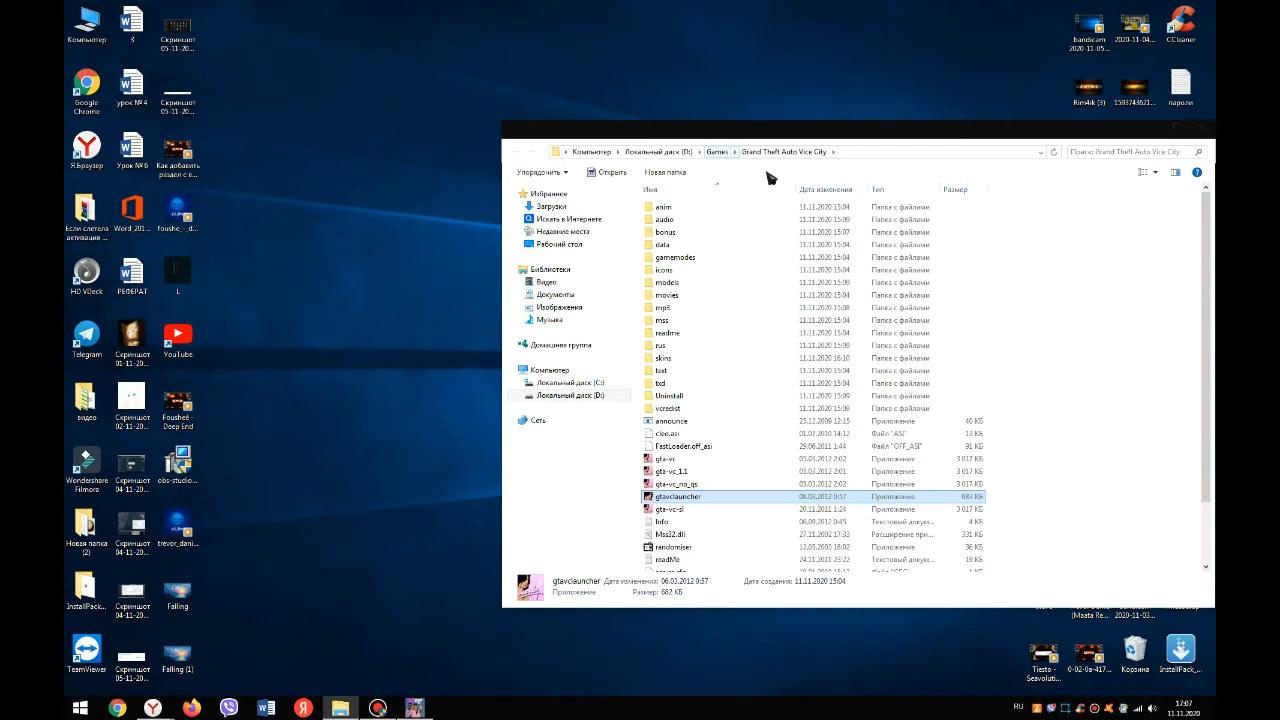 Компьютер
3
Скриншот
05-11-20...
Google
Chrome
урок №4
Скриншот
05-11-20...
Я.Браузер
Урок №6
Как добавить
раздел с в...
Если слетела
активация ...
Word_201...
foushe_-_d...
HD VDeck
РЕФЕРАТ
L
Telegram
Скриншот
01-11-20...
YouTube
видео
Скриншот
02-11-20...
Fousheé -
Deep End
Wondershare
Filmora
Скриншот
04-11-20...
obs-studio...
Новая папка
(2)
Скриншот
04-11-20...
trevor_dani...
InstallPack...
Скриншот
04-11-20...
Falling
TeamViewer
Скриншот
05-11-20...
Falling (1)
bandicam
2020-11-05...
2020-11-04...
CCleaner
Rim4ik (3)
1593743621...
пароли
Компьютер
Локальный диск (D:)
Games
Grand Theft Auto Vice City
Поиск: Grand Theft Auto Vice City
Упорядочить
Открыть
Новая папка
Избранное
Загрузки
Искать в Интернете
Недавние места
Рабочий стол
Библиотеки
Видео
Документы
Изображения
Музыка
Домашняя группа
Компьютер
Локальный диск (C:)
Локальный диск (D:)
Сеть
Имя Дата изменения Тип Размер
anim 11.11.2020 15:04 Папка с файлами
audio 11.11.2020 15:09 Папка с файлами
bonus 11.11.2020 15:07 Папка с файлами
data 11.11.2020 15:04 Папка с файлами
gamemodes 11.11.2020 15:04 Папка с файлами
icons 11.11.2020 15:04 Папка с файлами
models 11.11.2020 15:04 Папка с файлами
movies 11.11.2020 15:04 Папка с файлами
mp3 11.11.2020 15:08 Папка с файлами
mss 11.11.2020 15:04 Папка с файлами
readme 11.11.2020 15:04 Папка с файлами
rus 11.11.2020 15:09 Папка с файлами
skins 11.11.2020 16:10 Папка с файлами
text 11.11.2020 15:04 Папка с файлами
txd 11.11.2020 15:04 Папка с файлами
Uninstall 11.11.2020 15:09 Папка с файлами
vcredist 11.11.2020 15:09 Папка с файлами
announce 25.12.2009 12:15 Приложение 40 КБ
cleo.asi 01.07.2010 14:12 Файл "ASI" 13 КБ
FastLoader.off_asi 29.06.2011 1:44 Файл "OFF_ASI" 91 КБ
gta-vc 05.03.2012 2:02 Приложение 3 017 КБ
gta-vc_1.1 05.03.2012 2:01 Приложение 3 017 КБ
gta-vc_no_qs 05.03.2012 2:02 Приложение 3 017 КБ
gtavclauncher 06.03.2012 0:57 Приложение 683 КБ
gta-vc-sl 20.11.2011 1:24 Приложение 3 017 КБ
Info 06.09.2012 0:45 Текстовый докум... 4 КБ
Mss32.dll 27.11.2002 17:33 Расширение при... 331 КБ
randomiser 12.05.2003 18:02 Приложение 36 КБ
readMe 24.11.2011 23:22 Текстовый докум... 19 КБ
gtavclauncher Дата изменения: 06.03.2012 0:57 Дата создания: 11.11.2020 15:04
Приложение Размер: 682 КБ
(Maata Re...
2020-11-03...
Tiesto -
Seavoluti...
0-02-0a-417...
Корзина
InstallPack_...
RU
17:07
11.11.2020